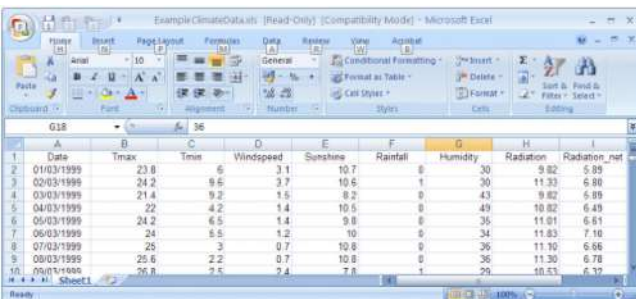 ExampleClimateData.xls [Read-Only] [Compatibility Mode] - Microsoft Excel
Home Insert Page Layout Formulas Data Review View Acrobat
H N P M A R W B
Arial 10 General Conditional Formatting Insert
Paste B I U A A % Format as Table Delete Sort & Find &
A Cell Styles Format Filter Select
Clipboard Font Alignment Number Styles Cells Editing
G18 fx 36
A B C D E F G H I
1 Date Tmax Tmin Windspeed Sunshine Rainfall Humidity Radiation Radiation_net
2 01/03/1999 23.8 6 3.1 10.7 0 30 9.82 5.89
3 02/03/1999 24.2 9.6 3.7 10.6 1 30 11.33 6.80
4 03/03/1999 21.4 9.2 1.5 8.2 0 43 9.82 5.89
5 04/03/1999 22 4.2 1.4 10.5 0 49 10.82 6.49
6 05/03/1999 24.2 6.5 1.4 9.8 0 35 11.01 6.61
7 06/03/1999 24 5.5 1.2 10 0 34 11.83 7.10
8 07/03/1999 25 3 0.7 10.8 0 36 11.10 6.66
9 08/03/1999 25.6 2.2 0.7 10.8 0 36 11.30 6.78
10 09/03/1999 26.8 2.5 2.4 7.8 1 29 10.53 6.32
Sheet1
Ready 100%